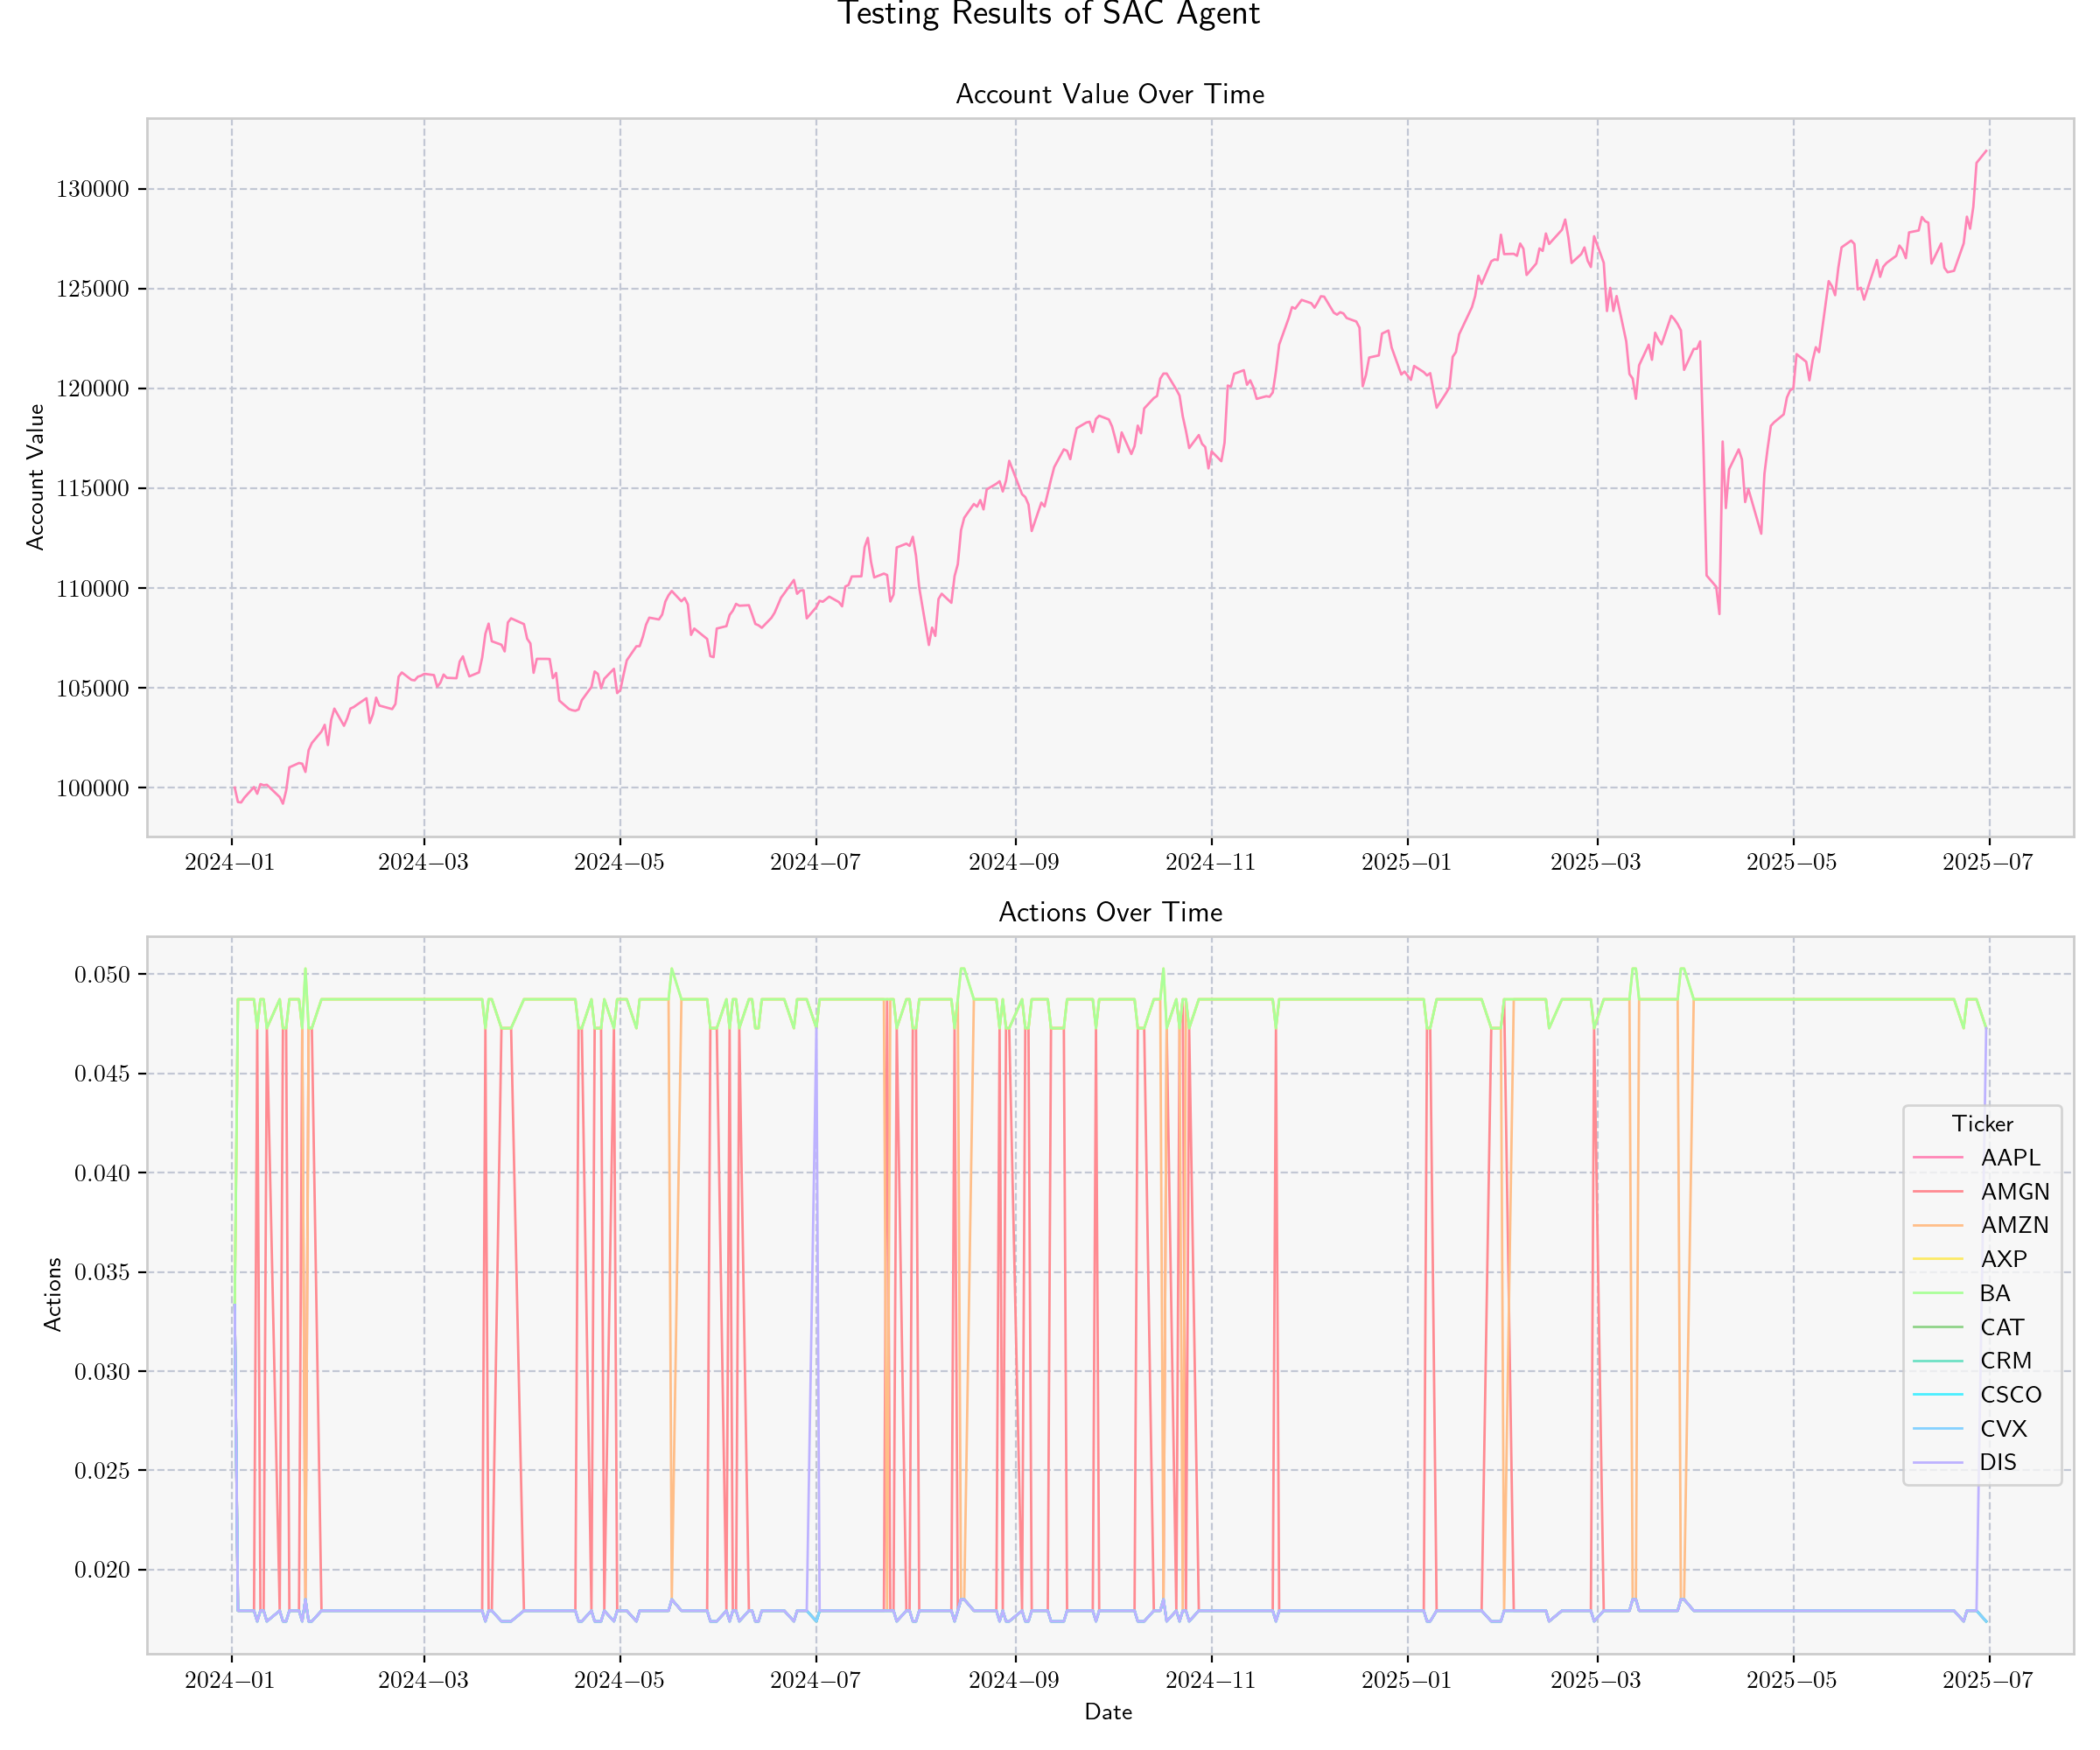 Testing Results of SAC Agent
Account Value Over Time
Account Value
130000
125000
120000
115000
110000
105000
100000
2024–01 2024–03 2024–05 2024–07 2024–09 2024–11 2025–01 2025–03 2025–05 2025–07
Actions Over Time
Actions
0.050
0.045
0.040
0.035
0.030
0.025
0.020
Ticker
AAPL
AMGN
AMZN
AXP
BA
CAT
CRM
CSCO
CVX
DIS
2024–01 2024–03 2024–05 2024–07 2024–09 2024–11 2025–01 2025–03 2025–05 2025–07
Date